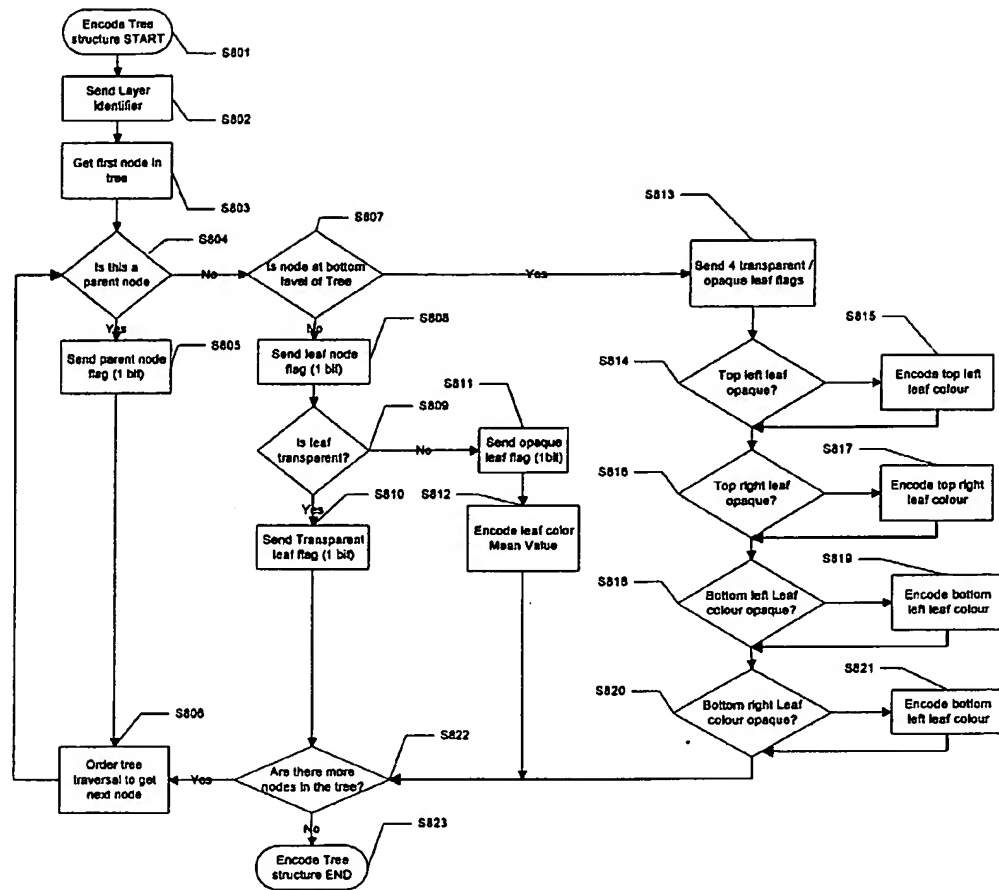 Encode Tree
structure START
S801
Send Layer
Identifier
S802
Get first node in
tree
S803
S804
Is this a
parent node
No
S807
Is node at bottom
level of Tree
Yes
S813
Send 4 transparent /
opaque leaf flags
Yes
S805
Send parent node
flag (1 bit)
No
S808
Send leaf node
flag (1 bit)
S809
Is leaf
transparent?
No
S811
Send opaque
leaf flag (1bit)
S810
Yes
Send Transparent
leaf flag (1 bit)
S812
Encode leaf color
Mean Value
S814
Top left leaf
opaque?
S815
Encode top left
leaf colour
S816
Top right leaf
opaque?
S817
Encode top right
leaf colour
S818
Bottom left Leaf
colour opaque?
S819
Encode bottom
left leaf colour
S820
Bottom right Leaf
colour opaque?
S821
Encode bottom
left leaf colour
S806
Order tree
traversal to get
next node
Yes
S822
Are there more
nodes in the tree?
No
S823
Encode Tree
structure END